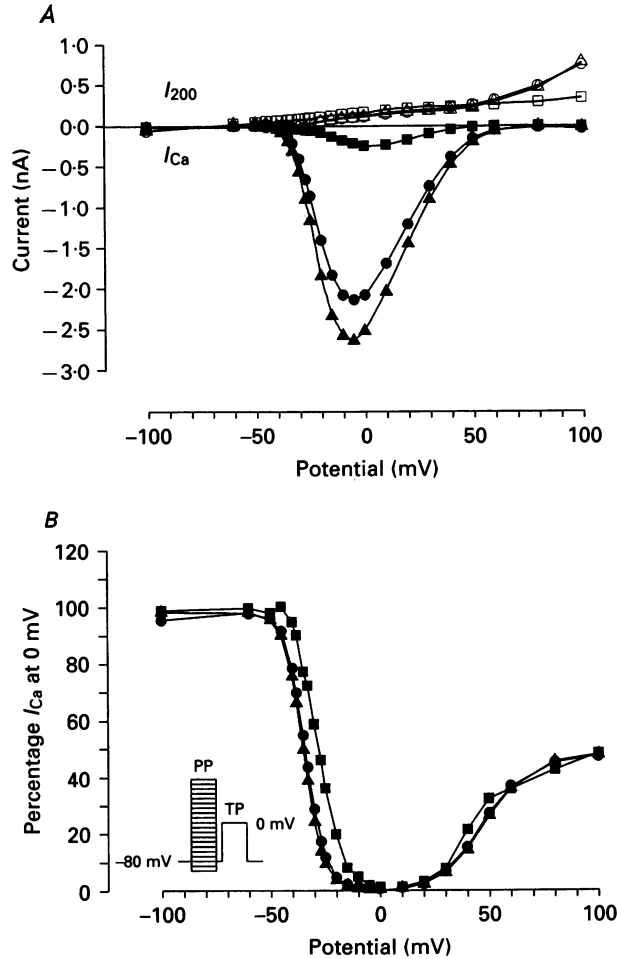 A
1·0
0·5
0·0
−0·5
−1·0
−1·5
−2·0
−2·5
−3·0
Current (nA)
I200
ICa
−100
−50
0
50
100
Potential (mV)
B
120
100
80
60
40
20
0
Percentage ICa at 0 mV
PP
TP
0 mV
−80 mV
−100
−50
0
50
100
Potential (mV)